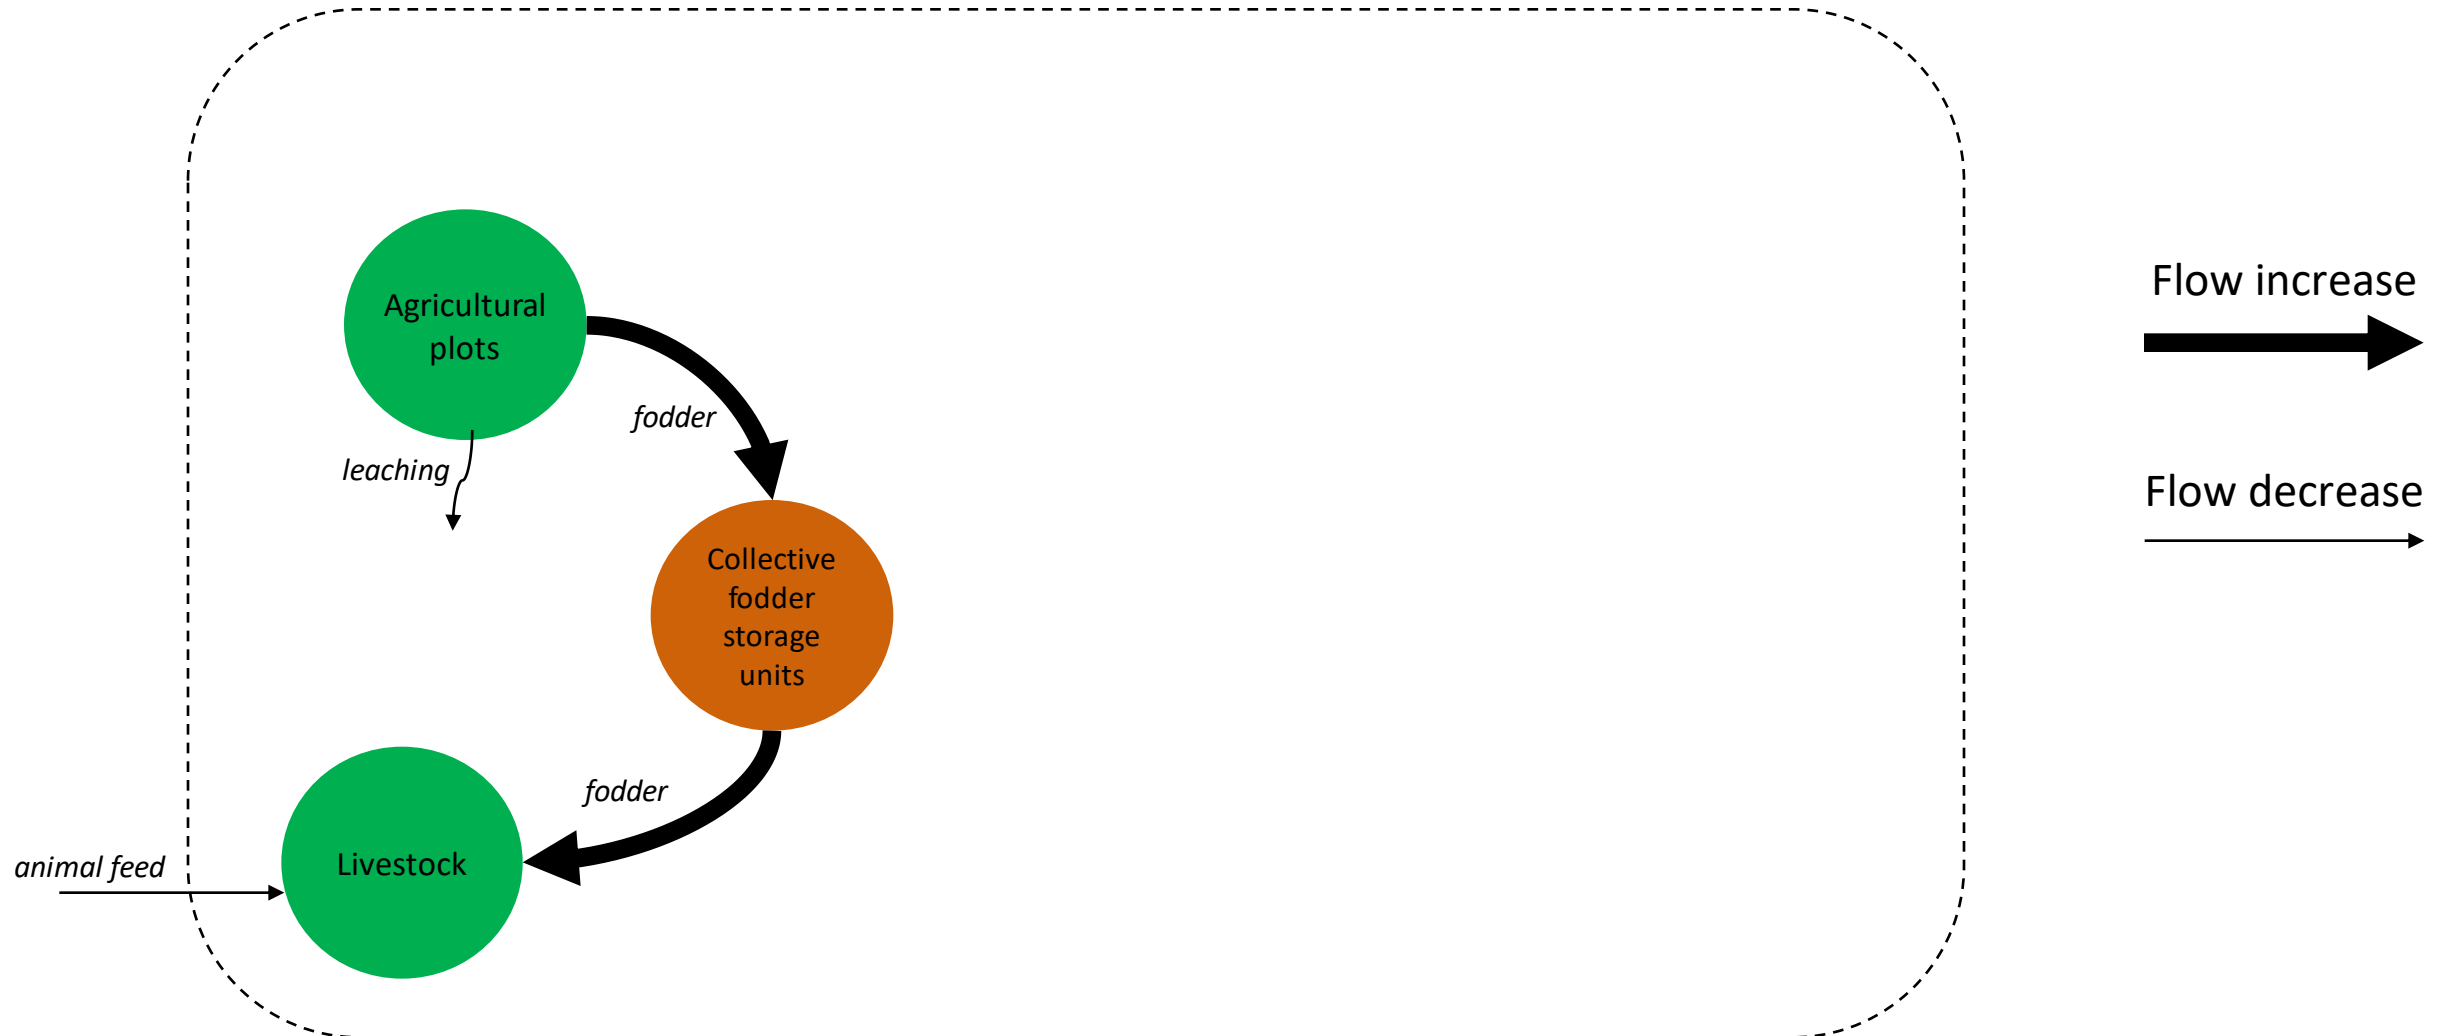 Agricultural
plots
fodder
leaching
Collective
fodder
storage
units
fodder
Livestock
animal feed
Flow increase
Flow decrease